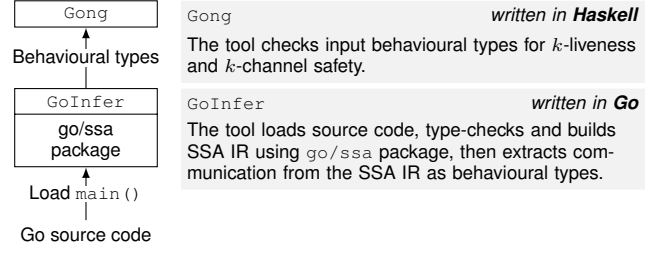 Gong
Behavioural types
GoInfer
go/ssa
package
Load main()
Go source code
Gong written in Haskell
The tool checks input behavioural types for k-liveness
and k-channel safety.
GoInfer written in Go
The tool loads source code, type-checks and builds
SSA IR using go/ssa package, then extracts com-
munication from the SSA IR as behavioural types.